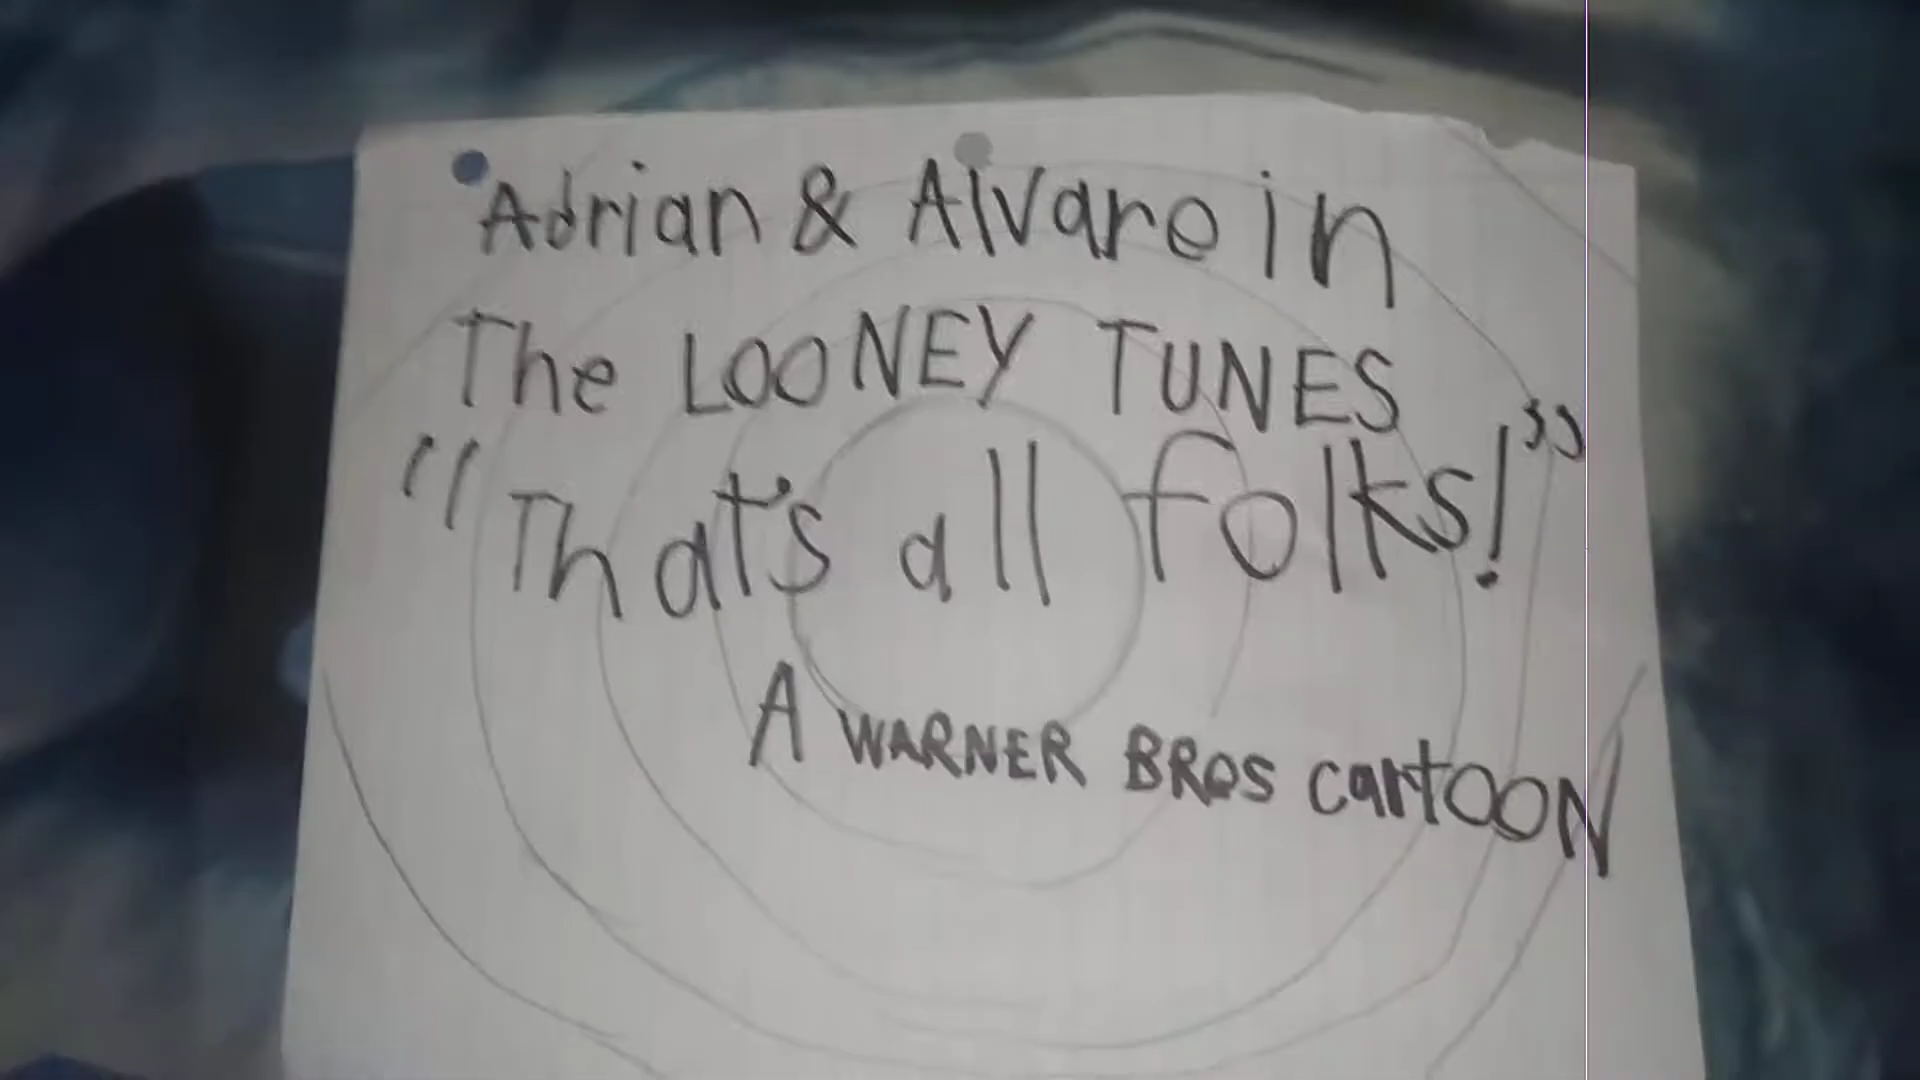 Adrian & Alvaro in
The LOONEY TUNES
"That's all folks!"
A WARNER BROS cartOON